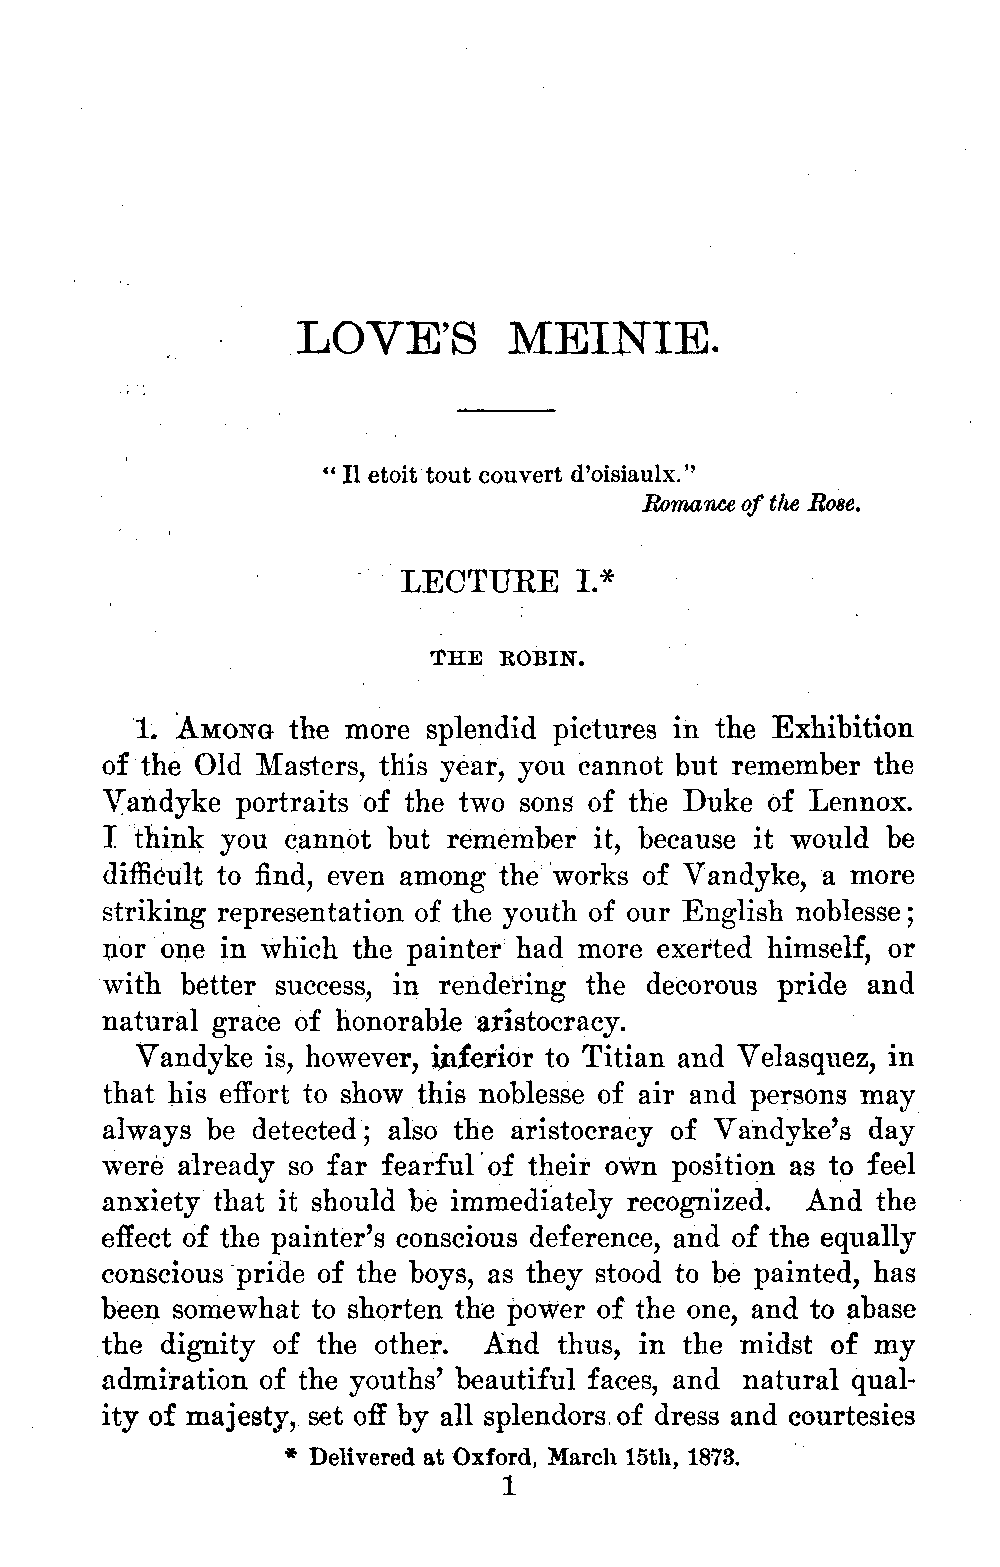 LOVE'S MEINIE.
“Il etoit tout couvert d'oisiaulx.”
Romance of the Rose.
LECTURE I.*
THE ROBIN.
1. AMONG the more splendid pictures in the Exhibition
of the Old Masters, this year, you cannot but remember the
Vandyke portraits of the two sons of the Duke of Lennox.
I think you cannot but remember it, because it would be
difficult to find, even among the works of Vandyke, a more
striking representation of the youth of our English noblesse;
nor one in which the painter had more exerted himself, or
with better success, in rendering the decorous pride and
natural grace of honorable aristocracy.
Vandyke is, however, inferior to Titian and Velasquez, in
that his effort to show this noblesse of air and persons may
always be detected; also the aristocracy of Vandyke's day
were already so far fearful of their own position as to feel
anxiety that it should be immediately recognized. And the
effect of the painter's conscious deference, and of the equally
conscious pride of the boys, as they stood to be painted, has
been somewhat to shorten the power of the one, and to abase
the dignity of the other. And thus, in the midst of my
admiration of the youths' beautiful faces, and natural qual-
ity of majesty, set off by all splendors of dress and courtesies
* Delivered at Oxford, March 15th, 1873.
1